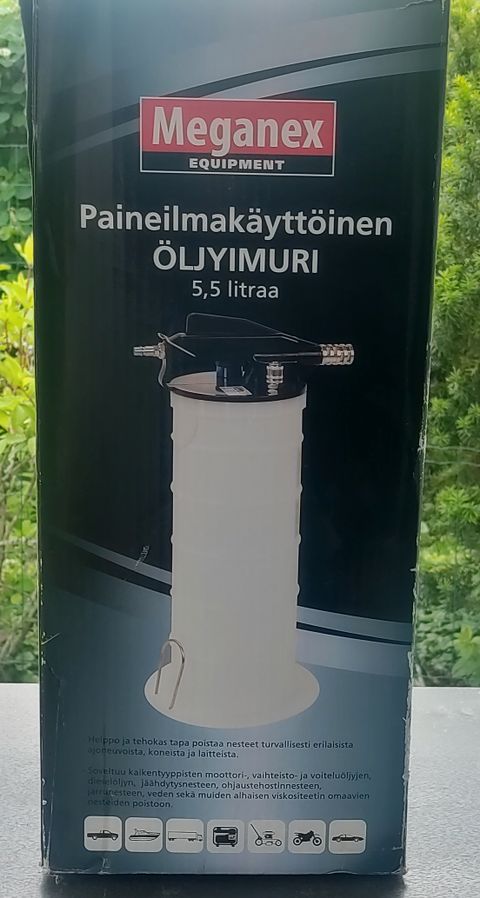 Meganex
EQUIPMENT
Paineilmakäyttöinen
ÖLJYIMURI
5,5 litraa
Helppo ja tehokas tapa poistaa nesteet turvallisesti erilaisista
ajoneuvoista, koneista ja laitteista.
Soveltuu kaikentyyppisten moottori-, vaihteisto- ja voiteluöljyjen,
dieselöljyn, jäähdytysnesteen, ohjaustehostinnesteen,
jarrunesteen, veden sekä muiden alhaisen viskositeetin omaavien
nesteiden poistoon.